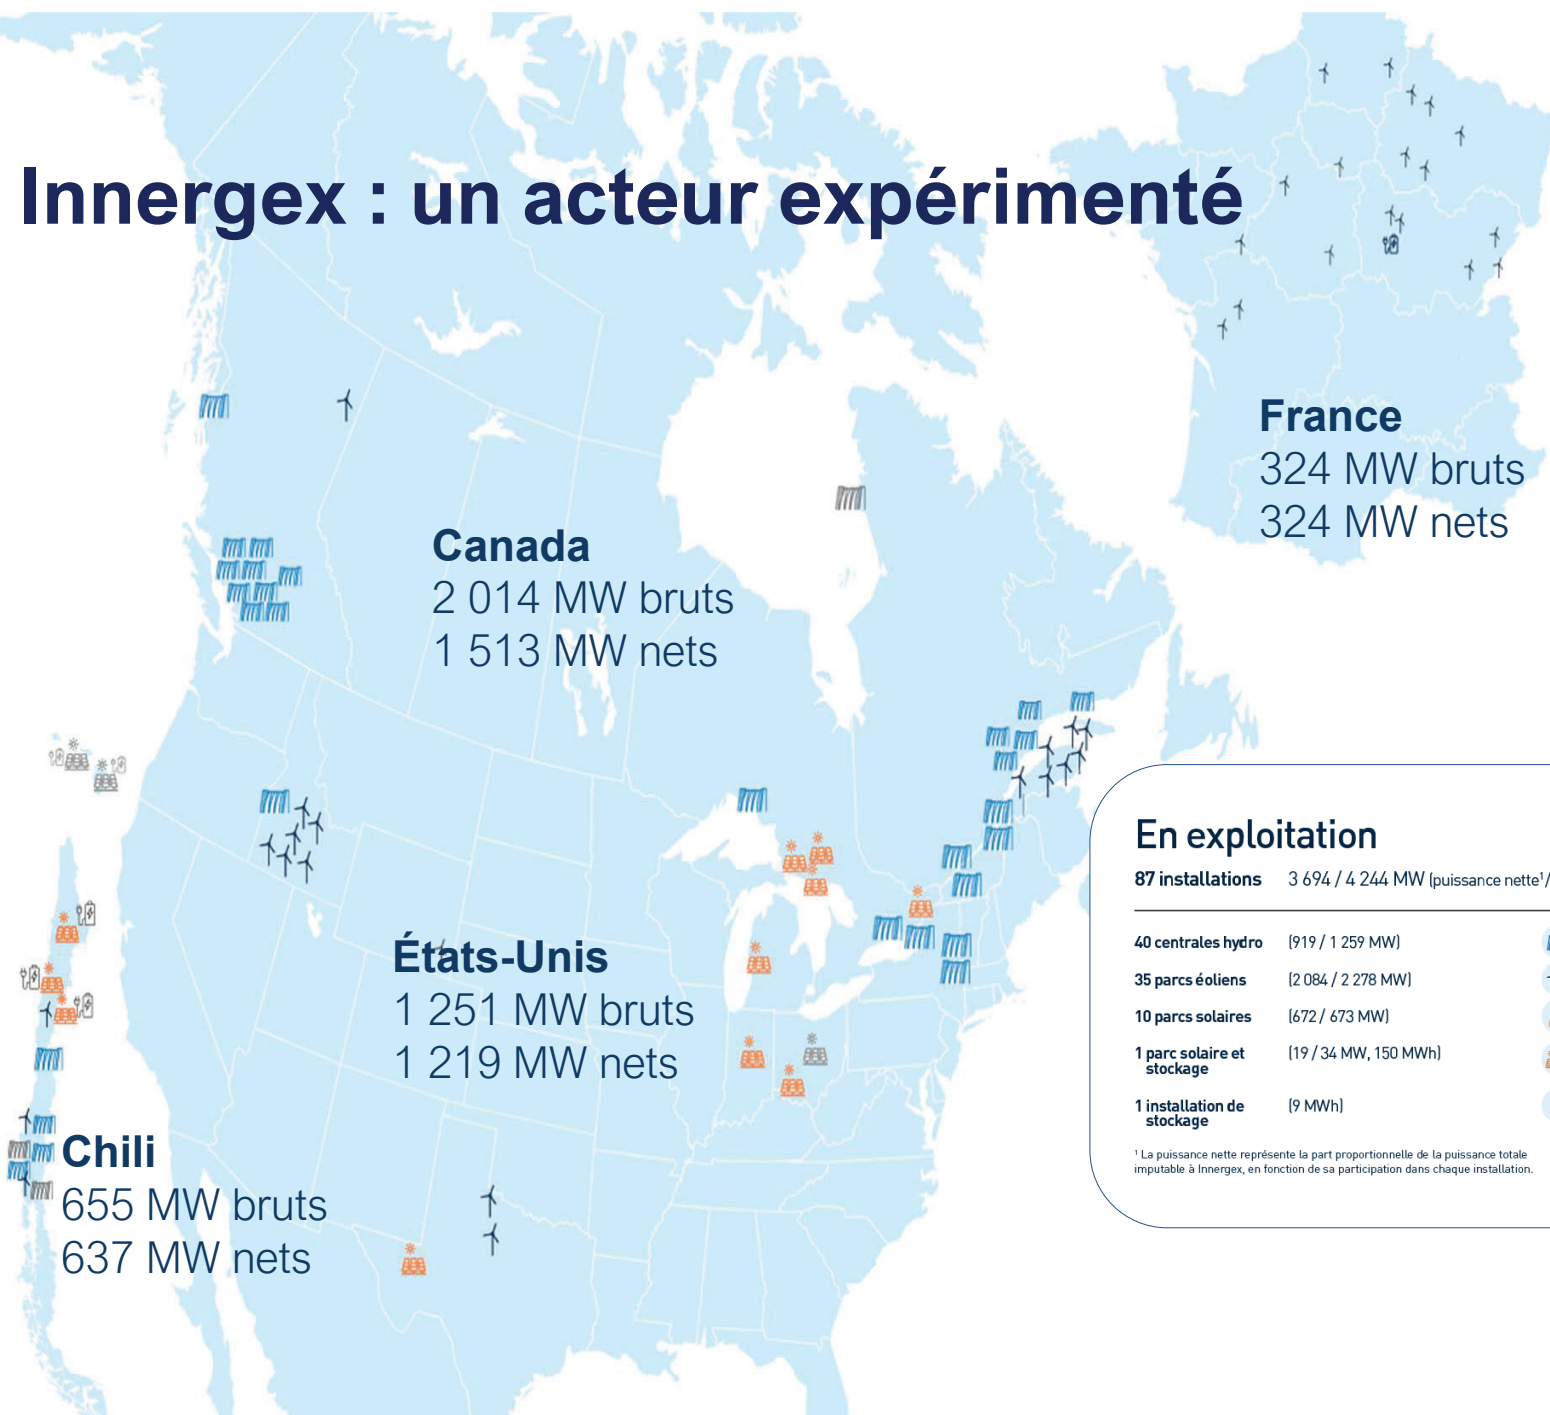 Innergex : un acteur expérimenté
France
324 MW bruts
324 MW nets
Canada
2 014 MW bruts
1 513 MW nets
États-Unis
1 251 MW bruts
1 219 MW nets
Chili
655 MW bruts
637 MW nets
En exploitation
87 installations 3 694 / 4 244 MW (puissance nette¹/
40 centrales hydro (919 / 1 259 MW)
35 parcs éoliens (2 084 / 2 278 MW)
10 parcs solaires (672 / 673 MW)
1 parc solaire et (19 / 34 MW, 150 MWh)
stockage
1 installation de (9 MWh)
stockage
¹ La puissance nette représente la part proportionnelle de la puissance totale
imputable à Innergex, en fonction de sa participation dans chaque installation.